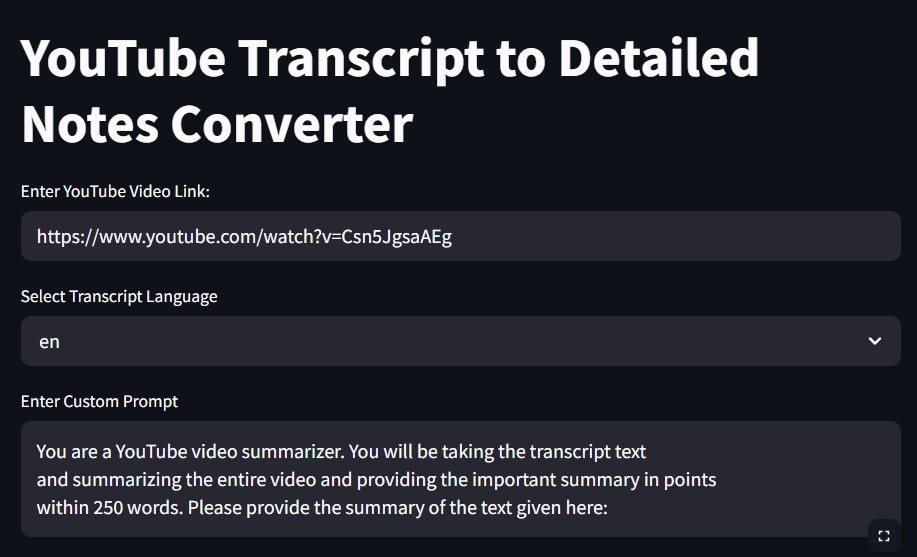 YouTube Transcript to Detailed
Notes Converter
Enter YouTube Video Link:
https://www.youtube.com/watch?v=Csn5JgsaAEg
Select Transcript Language
en
Enter Custom Prompt
You are a YouTube video summarizer. You will be taking the transcript text
and summarizing the entire video and providing the important summary in points
within 250 words. Please provide the summary of the text given here: